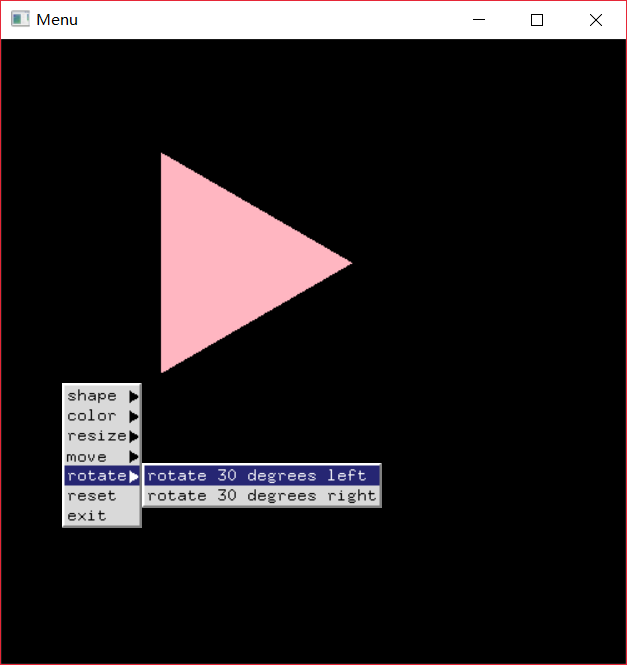 Menu
shape
color
resize
move
rotate
rotate 30 degrees left
reset
rotate 30 degrees right
exit